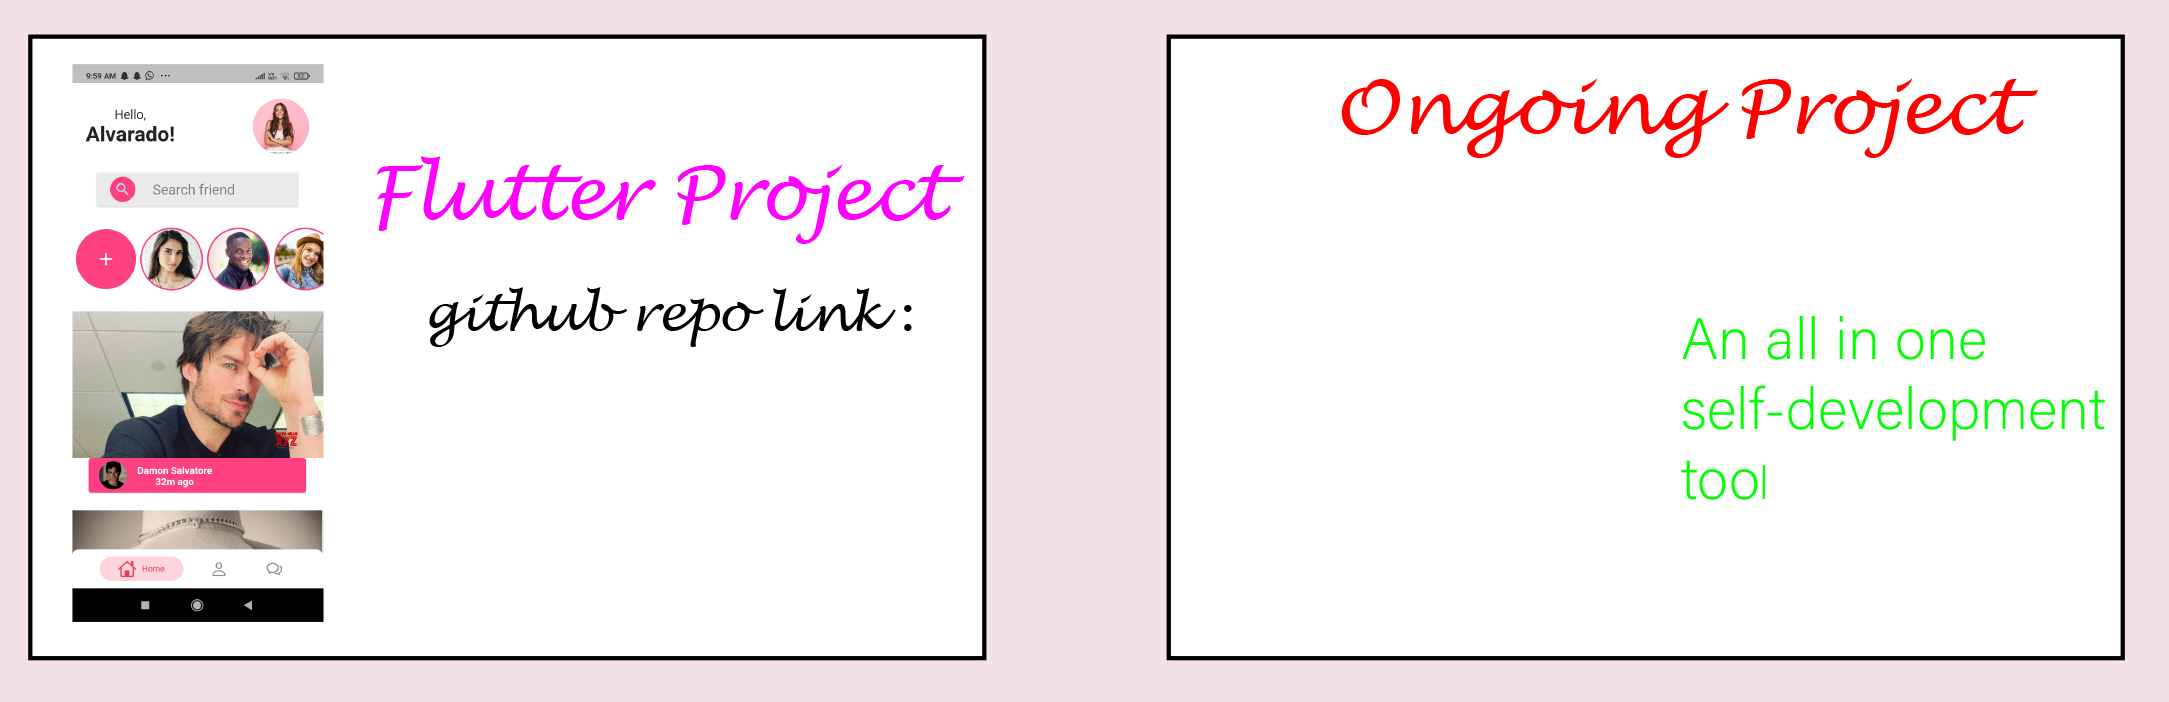 9:59 AM
Hello,
Alvarado!
Search friend
Damon Salvatore
32m ago
Home
Flutter Project
github repo link :
Ongoing Project
An all in one
self-development
tool